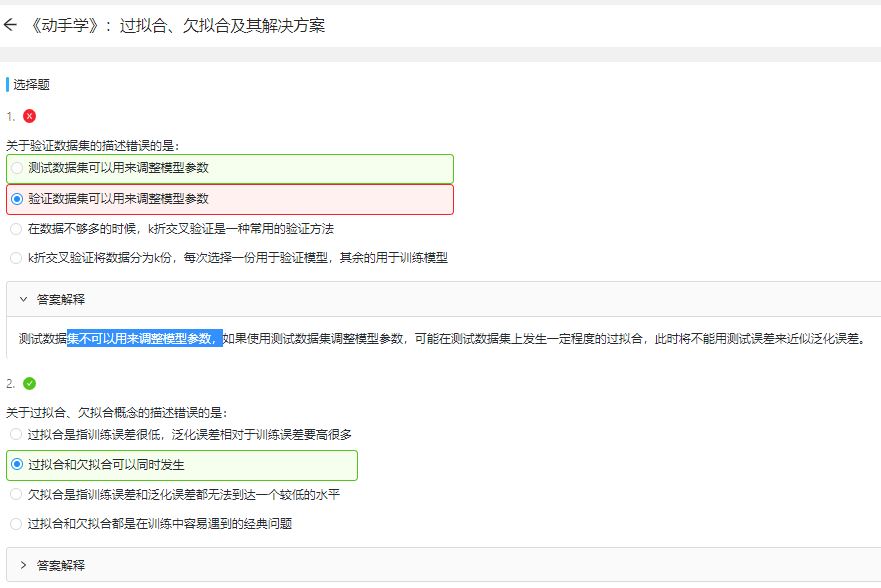 《动手学》：过拟合、欠拟合及其解决方案
选择题
1.
关于验证数据集的描述错误的是：
测试数据集可以用来调整模型参数
验证数据集可以用来调整模型参数
在数据不够多的时候，k折交叉验证是一种常用的验证方法
k折交叉验证将数据分为k份，每次选择一份用于验证模型，其余的用于训练模型
答案解释
测试数据集不可以用来调整模型参数，如果使用测试数据集调整模型参数，可能在测试数据集上发生一定程度的过拟合，此时将不能用测试误差来近似泛化误差。
2.
关于过拟合、欠拟合概念的描述错误的是：
过拟合是指训练误差很低，泛化误差相对于训练误差要高很多
过拟合和欠拟合可以同时发生
欠拟合是指训练误差和泛化误差都无法到达一个较低的水平
过拟合和欠拟合都是在训练中容易遇到的经典问题
答案解释